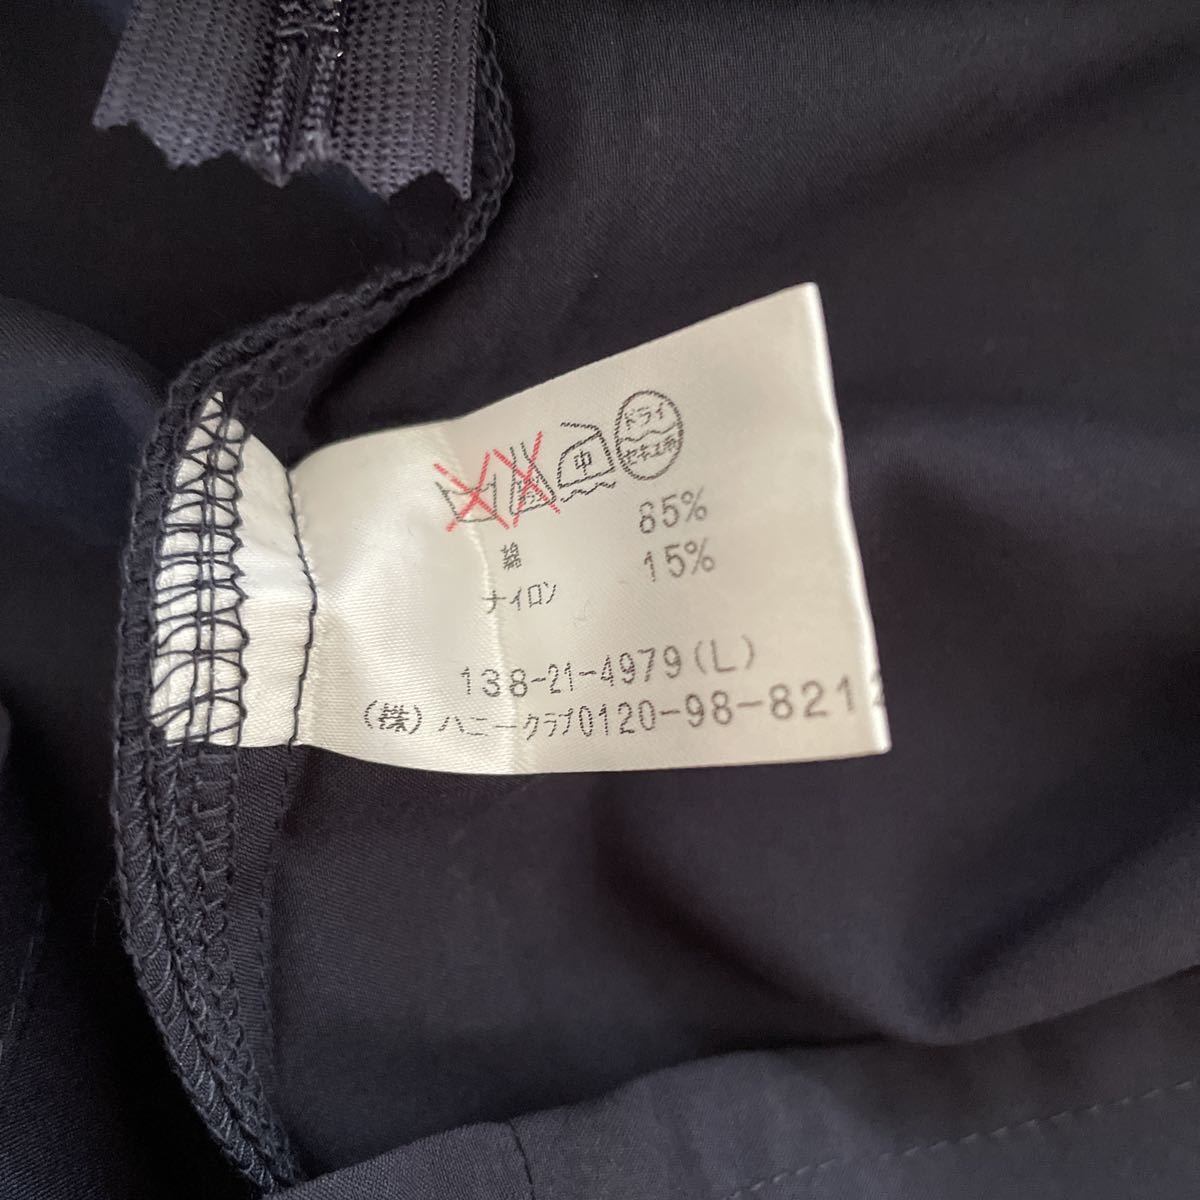 中
ドライ
セキユ系
綿 85%
ナイロン 15%
138-21-4979(L)
(株)ハニークラブ0120-98-821